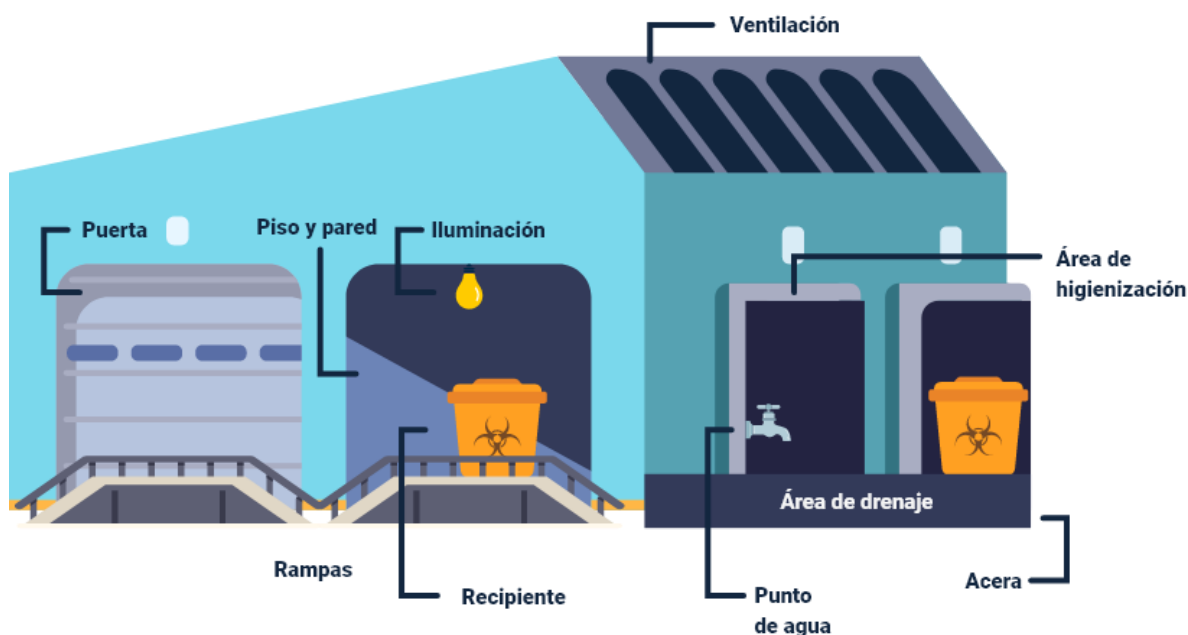 Ventilación
Puerta
Piso y pared
Iluminación
Área de
higienización
Área de drenaje
Rampas
Recipiente
Punto
de agua
Acera